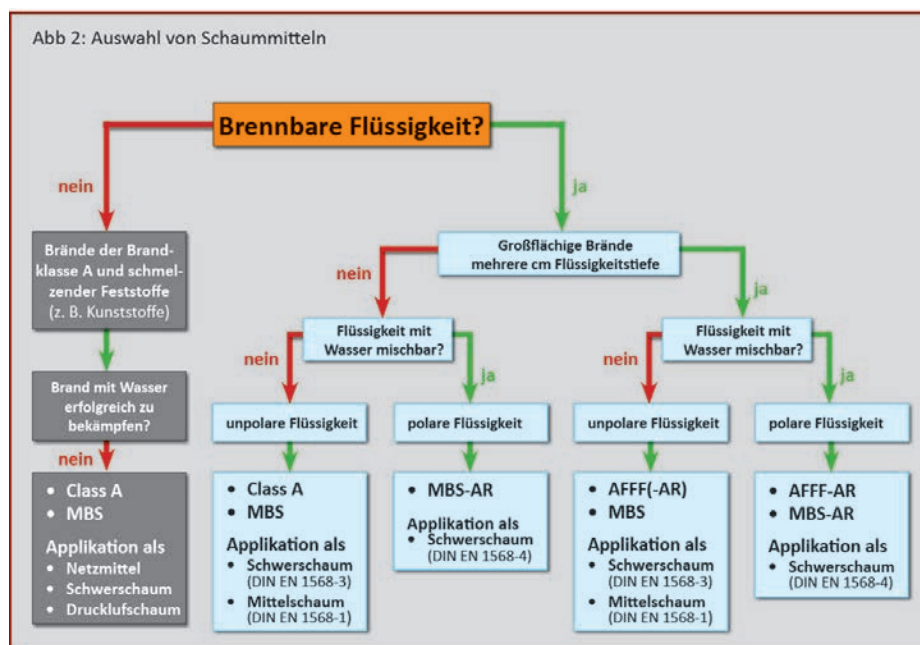 Abb 2: Auswahl von Schaummitteln
Brennbare Flüssigkeit?
nein
ja
Brände der Brand-
klasse A und schmel-
zender Feststoffe
(z. B. Kunststoffe)
Großflächige Brände
mehrere cm Flüssigkeitstiefe
nein
ja
Flüssigkeit mit
Wasser mischbar?
Flüssigkeit mit
Wasser mischbar?
nein
ja
nein
ja
Brand mit Wasser
erfolgreich zu
bekämpfen?
nein
unpolare Flüssigkeit
polare Flüssigkeit
unpolare Flüssigkeit
polare Flüssigkeit
• Class A
• MBS
Applikation als
• Netzmittel
• Schwerschaum
• Drucklufschaum
• Class A
• MBS
Applikation als
• Schwerschaum
(DIN EN 1568-3)
• Mittelschaum
(DIN EN 1568-1)
• MBS-AR
Applikation als
• Schwerschaum
(DIN EN 1568-4)
• AFFF(-AR)
• MBS
Applikation als
• Schwerschaum
(DIN EN 1568-3)
• Mittelschaum
(DIN EN 1568-1)
• AFFF-AR
• MBS-AR
Applikation als
• Schwerschaum
(DIN EN 1568-4)